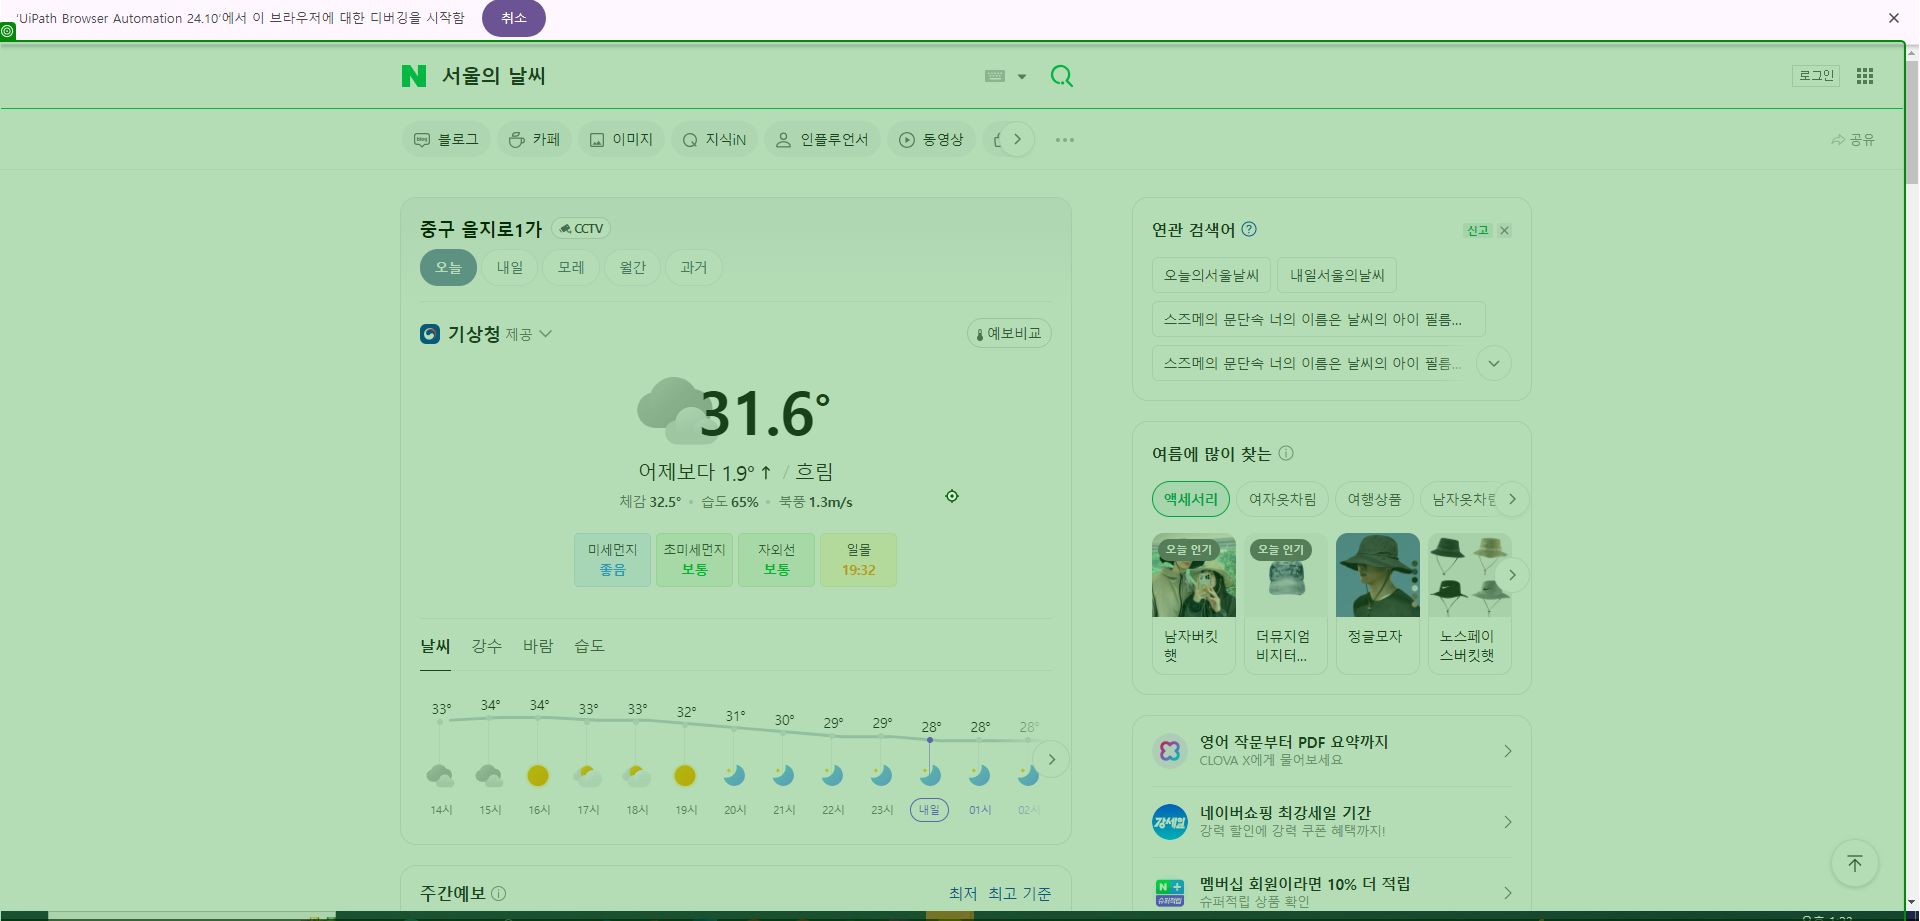 'UiPath Browser Automation 24.10'에서 이 브라우저에 대한 디버깅을 시작함
취소
서울의 날씨
로그인
블로그
카페
이미지
지식iN
인플루언서
동영상
공유
중구 을지로1가 CCTV
오늘 내일 모레 월간 과거
기상청 제공
예보비교
31.6°
어제보다 1.9° ↑ / 흐림
체감 32.5° 습도 65% 북풍 1.3m/s
미세먼지 초미세먼지 자외선 일몰
좋음 보통 보통 19:32
날씨 강수 바람 습도
33° 34° 34° 33° 33° 32° 31° 30° 29° 29° 28° 28° 28°
14시 15시 16시 17시 18시 19시 20시 21시 22시 23시 내일 01시 02시
주간예보
최저 최고 기준
연관 검색어 신고
오늘의서울날씨 내일서울의날씨
스즈메의 문단속 너의 이름은 날씨의 아이 필름...
스즈메의 문단속 너의 이름은 날씨의 아이 필름...
여름에 많이 찾는
액세서리 여자옷차림 여행상품 남자옷차림
오늘 인기 오늘 인기
남자버킷
햇
더뮤지엄
비지터...
정글모자
노스페이
스버킷햇
영어 작문부터 PDF 요약까지
CLOVA X에게 물어보세요
강세일
네이버쇼핑 최강세일 기간
강력 할인에 강력 쿠폰 혜택까지!
멤버십 회원이라면 10% 더 적립
슈퍼적립
슈퍼적립 상품 확인